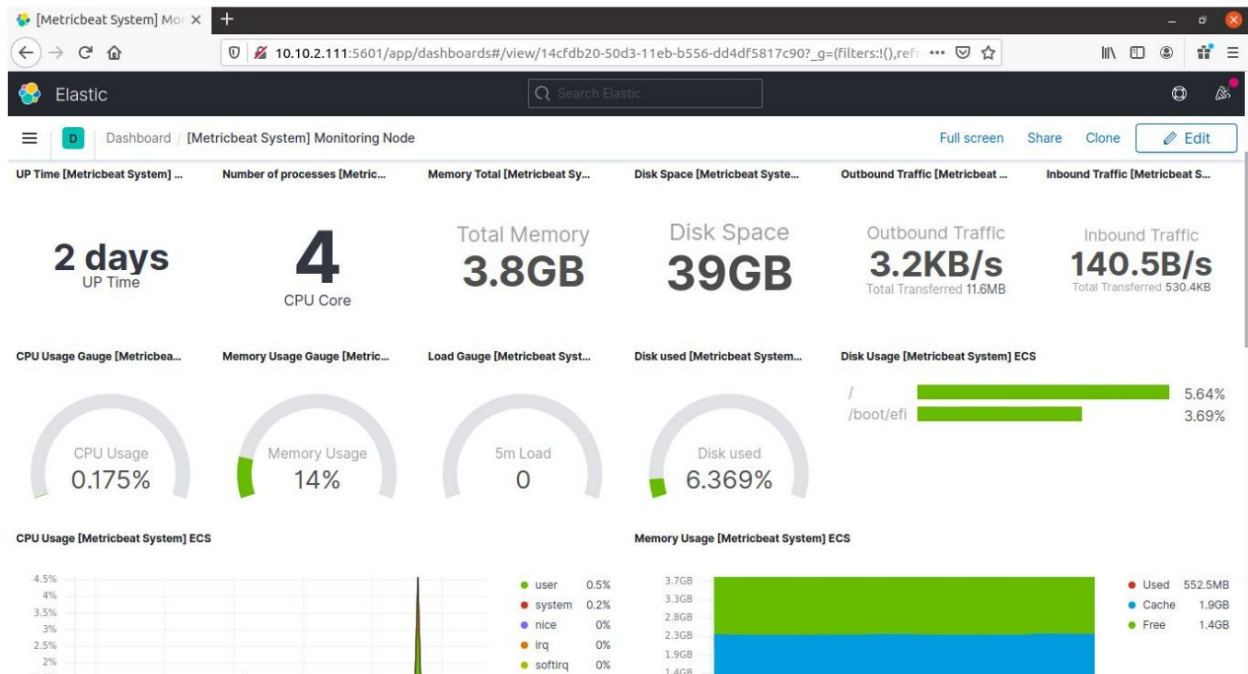 [Metricbeat System] Mon
10.10.2.111:5601/app/dashboards#/view/14cfdb20-50d3-11eb-b556-dd4df5817c90?_g=(filters:!(),refr
Elastic
Search Elastic
D Dashboard / [Metricbeat System] Monitoring Node Full screen Share Clone Edit
UP Time [Metricbeat System] ... Number of processes [Metric... Memory Total [Metricbeat Sy... Disk Space [Metricbeat Syste... Outbound Traffic [Metricbeat ... Inbound Traffic [Metricbeat S...
2 days
UP Time
4
CPU Core
Total Memory
3.8GB
Disk Space
39GB
Outbound Traffic
3.2KB/s
Total Transferred 11.6MB
Inbound Traffic
140.5B/s
Total Transferred 530.4KB
CPU Usage Gauge [Metricbea... Memory Usage Gauge [Metric... Load Gauge [Metricbeat Syst... Disk used [Metricbeat System... Disk Usage [Metricbeat System] ECS
CPU Usage
0.175%
Memory Usage
14%
5m Load
0
Disk used
6.369%
/ 5.64%
/boot/efi 3.69%
CPU Usage [Metricbeat System] ECS
4.5%
4%
3.5%
3%
2.5%
2%
user 0.5%
system 0.2%
nice 0%
irq 0%
softirq 0%
Memory Usage [Metricbeat System] ECS
3.7GB
3.3GB
2.8GB
2.3GB
1.9GB
1.4GB
Used 552.5MB
Cache 1.9GB
Free 1.4GB